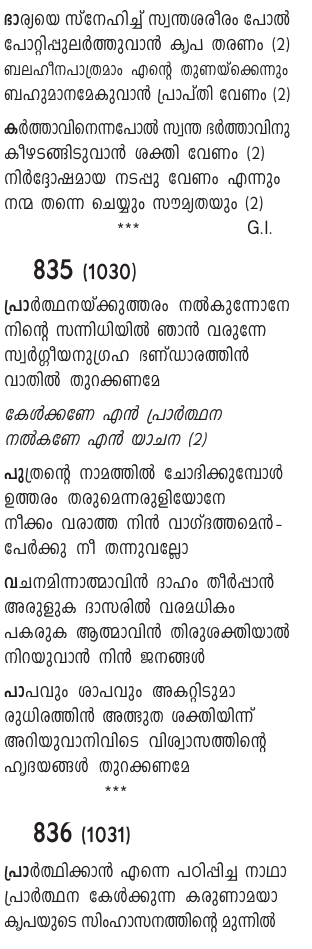 ഭാര്യയെ സ്നേഹിച്ച് സ്വന്തശരീരം പോൽ
പോറ്റിപ്പുലർത്തുവാൻ കൃപ തരണം (2)
ബലഹീനപാത്രമാം എന്റെ തുണയ്ക്കെന്നും
ബഹുമാനമേകുവാൻ പ്രാപ്തി വേണം (2)
കർത്താവിനെന്നപോൽ സ്വന്ത ഭർത്താവിനു
കീഴടങ്ങിടുവാൻ ശക്തി വേണം (2)
നിർദ്ദോഷമായ നടപ്പു വേണം എന്നും
നന്മ തന്നെ ചെയ്യും സൗമ്യതയും (2)
*** G.I.
835 (1030)
പ്രാർത്ഥനയ്ക്കുത്തരം നൽകുന്നോനേ
നിന്റെ സന്നിധിയിൽ ഞാൻ വരുന്നേ
സ്വർഗ്ഗീയനുഗ്രഹ ഭണ്ഡാരത്തിൻ
വാതിൽ തുറക്കണമേ
കേൾക്കണേ എൻ പ്രാർത്ഥന
നൽകണേ എൻ യാചന (2)
പുത്രന്റെ നാമത്തിൽ ചോദിക്കുമ്പോൾ
ഉത്തരം തരുമെന്നരുളിയോനേ
നീക്കം വരാത്ത നിൻ വാഗ്ദത്തമെൻ-
പേർക്കു നീ തന്നുവല്ലോ
വചനമിന്നാത്മാവിൻ ദാഹം തീർപ്പാൻ
അരുളുക ദാസരിൽ വരമധികം
പകരുക ആത്മാവിൻ തിരുശക്തിയാൽ
നിറയുവാൻ നിൻ ജനങ്ങൾ
പാപവും ശാപവും അകറ്റിടുമാ
രുധിരത്തിൻ അത്ഭുത ശക്തിയിന്ന്
അറിയുവാനിവിടെ വിശ്വാസത്തിന്റെ
ഹൃദയങ്ങൾ തുറക്കണമേ
***
836 (1031)
പ്രാർത്ഥിക്കാൻ എന്നെ പഠിപ്പിച്ച നാഥാ
പ്രാർത്ഥന കേൾക്കുന്ന കരുണാമയാ
കൃപയുടെ സിംഹാസനത്തിന്റെ മുന്നിൽ